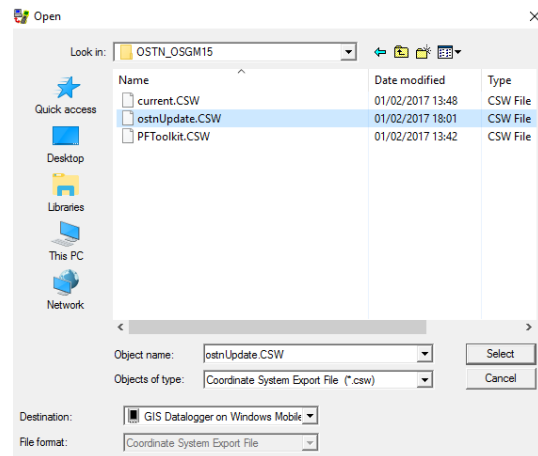 Open
Look in: OSTN_OSGM15
Name Date modified Type
current.CSW 01/02/2017 13:48 CSW File
ostnUpdate.CSW 01/02/2017 18:01 CSW File
PFToolkit.CSW 01/02/2017 13:42 CSW File
Quick access
Desktop
Libraries
This PC
Network
Object name: ostnUpdate.CSW Select
Objects of type: Coordinate System Export File (*.csw) Cancel
Destination: GIS Datalogger on Windows Mobile
File format: Coordinate System Export File